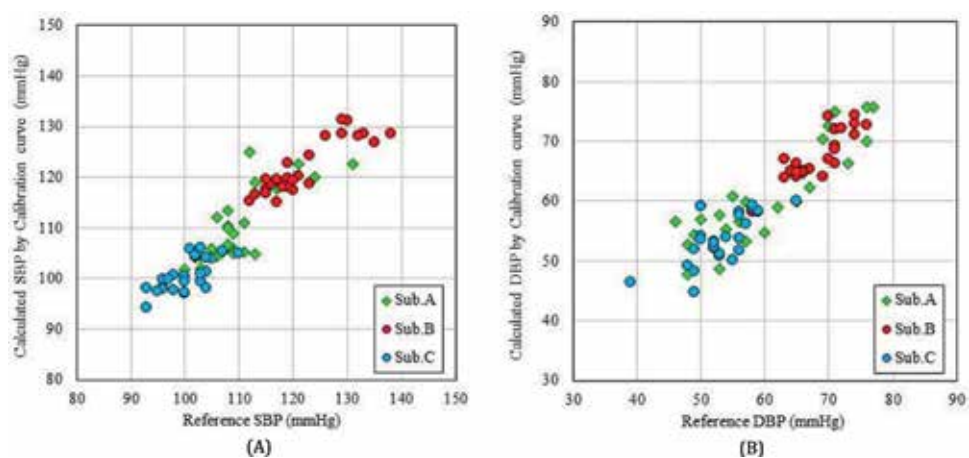 Calculated SBP by Calibration curve (mmHg)
150
140
130
120
110
100
90
80
80 90 100 110 120 130 140 150
Reference SBP (mmHg)
Sub.A
Sub.B
Sub.C
(A)
Calculated DBP by Calibration curve (mmHg)
90
80
70
60
50
40
30
30 40 50 60 70 80 90
Reference DBP (mmHg)
Sub.A
Sub.B
Sub.C
(B)